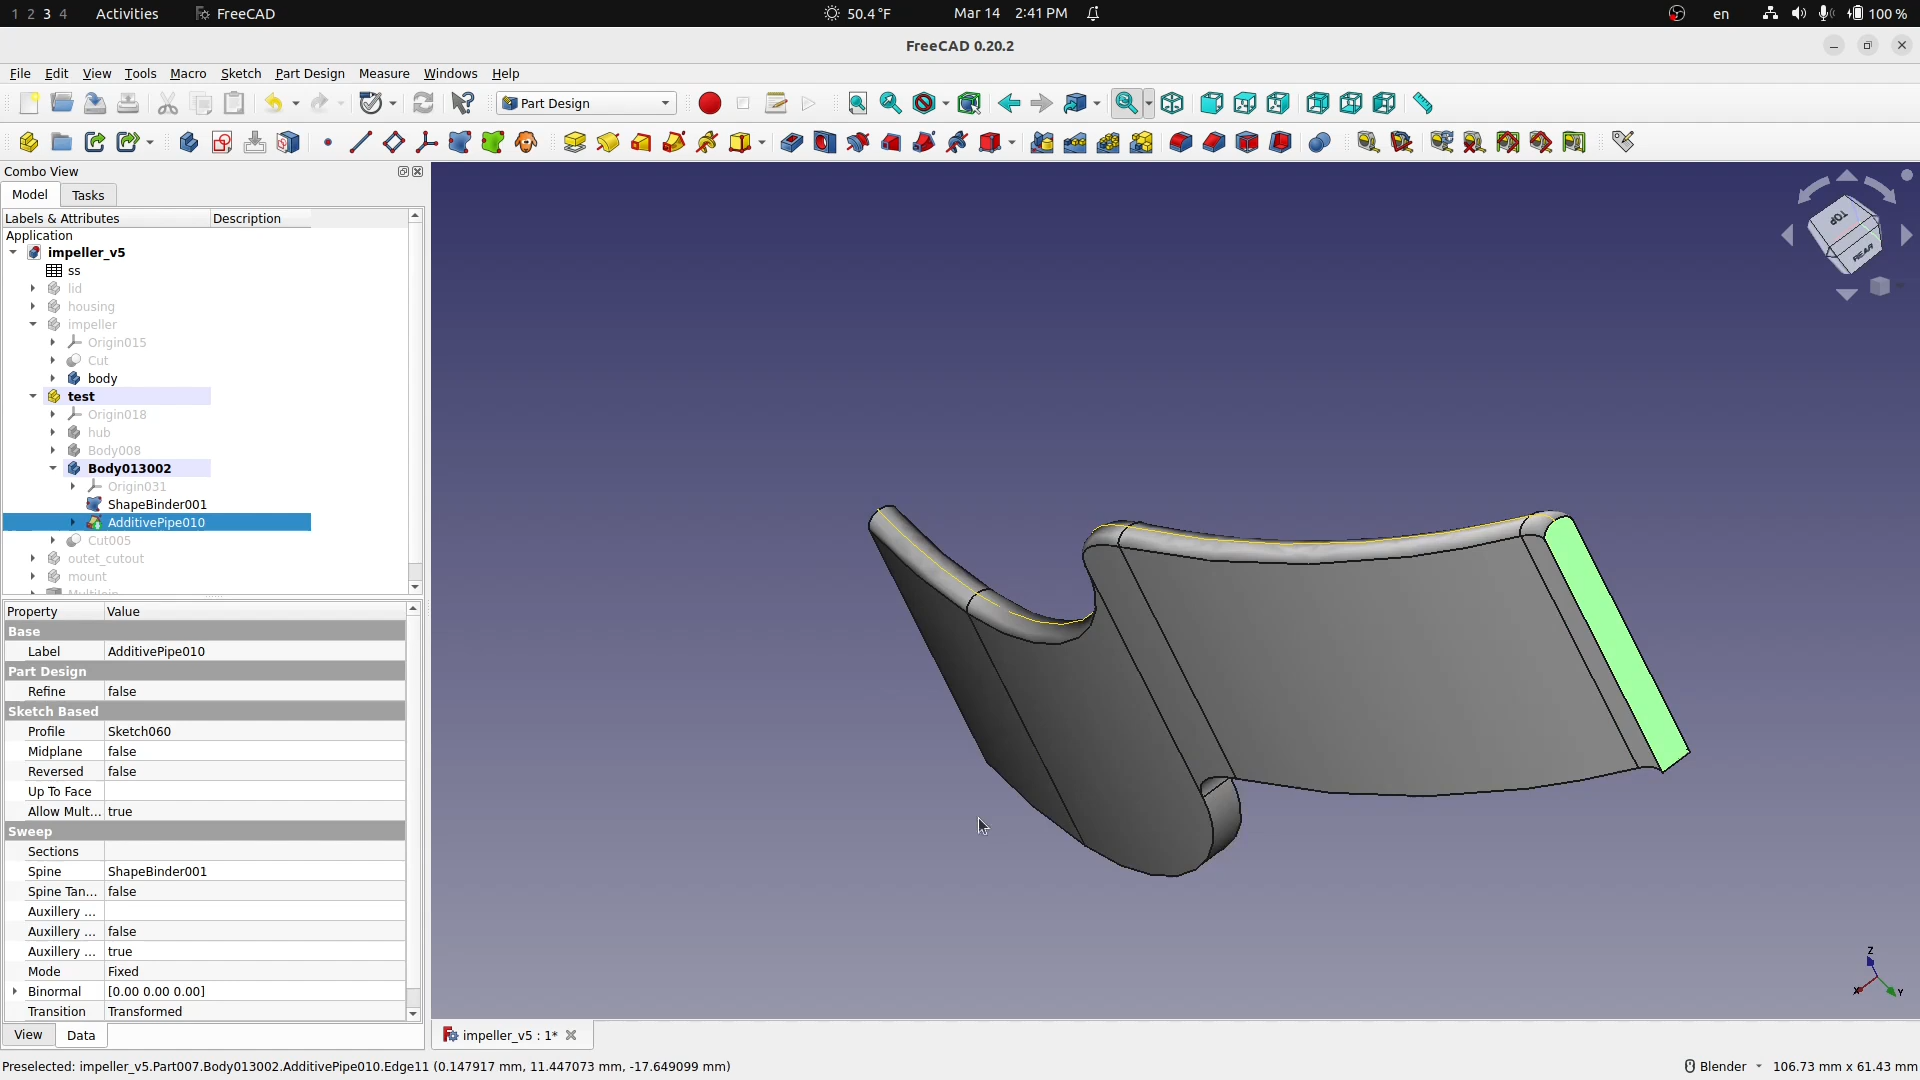 1 2 3 4 Activities FreeCAD 50.4°F Mar 14 2:41 PM en 100 %
FreeCAD 0.20.2
File Edit View Tools Macro Sketch Part Design Measure Windows Help
Part Design
Combo View
Model Tasks
Labels & Attributes Description
Application
impeller_v5
ss
lid
housing
impeller
Origin015
Cut
body
test
Origin018
hub
Body008
Body013002
Origin031
ShapeBinder001
AdditivePipe010
Cut005
outet_cutout
mount
Property Value
Base
Label AdditivePipe010
Part Design
Refine false
Sketch Based
Profile Sketch060
Midplane false
Reversed false
Up To Face
Allow Mult... true
Sweep
Sections
Spine ShapeBinder001
Spine Tan... false
Auxillery ...
Auxillery ... false
Auxillery ... true
Mode Fixed
Binormal [0.00 0.00 0.00]
Transition Transformed
View Data
TOP
REAR
Z
X
Y
impeller_v5 : 1*
Preselected: impeller_v5.Part007.Body013002.AdditivePipe010.Edge11 (0.147917 mm, 11.447073 mm, -17.649099 mm)
Blender 106.73 mm x 61.43 mm